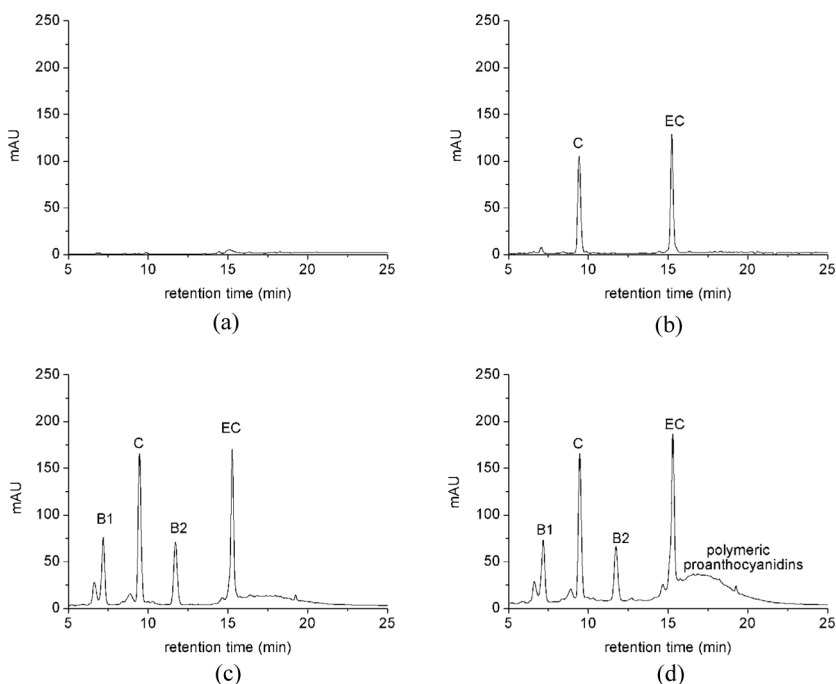 250
200
150
100
50
0
mAU
5 10 15 20 25
retention time (min)
(a)
250
200
150
100
50
0
mAU
C
EC
5 10 15 20 25
retention time (min)
(b)
250
200
150
100
50
0
mAU
B1
C
B2
EC
5 10 15 20 25
retention time (min)
(c)
250
200
150
100
50
0
mAU
B1
C
B2
EC
polymeric
proanthocyanidins
5 10 15 20 25
retention time (min)
(d)